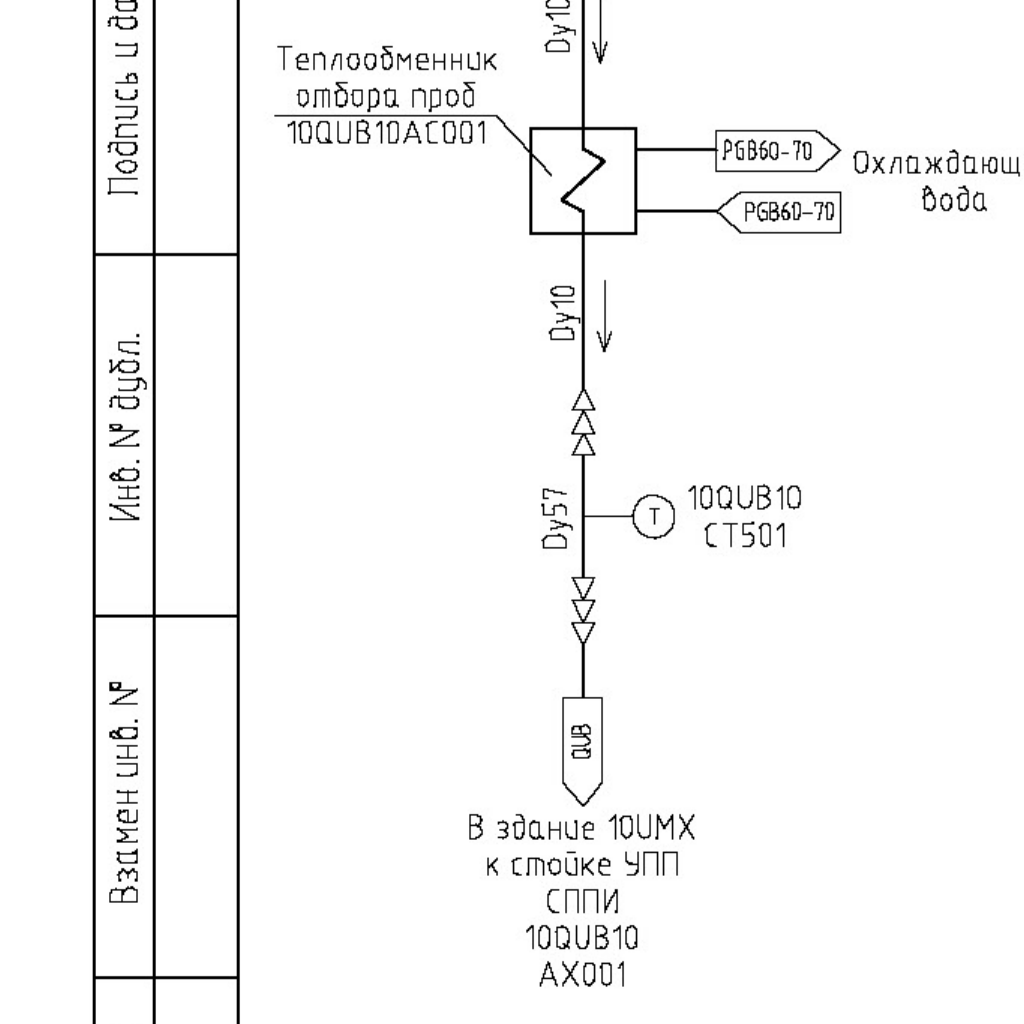 Подпись и да
Dy10
Теплообменник
отбора проб
10QUB10AC001
PGB60-70
Охлаждающ
вода
PGB60-70
Dy10
Инв. № дубл.
Dy57
T
10QUB10
CT501
Взамен инв. №
QUB
В здание 10UMX
к стойке УПП
СППИ
10QUB10
AX001